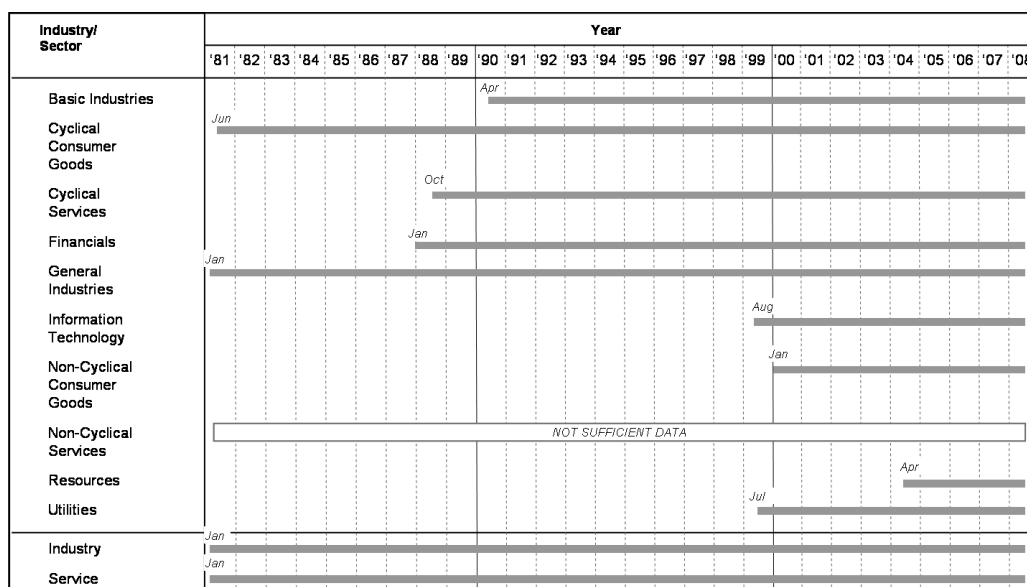 Industry/
Sector
Year
'81 '82 '83 '84 '85 '86 '87 '88 '89 '90 '91 '92 '93 '94 '95 '96 '97 '98 '99 '00 '01 '02 '03 '04 '05 '06 '07 '08
Apr
Basic Industries
Jun
Cyclical
Consumer
Goods
Oct
Cyclical
Services
Jan
Financials
Jan
General
Industries
Aug
Information
Technology
Jan
Non-Cyclical
Consumer
Goods
Non-Cyclical
Services
NOT SUFFICIENT DATA
Apr
Resources
Jul
Utilities
Jan
Industry
Jan
Service